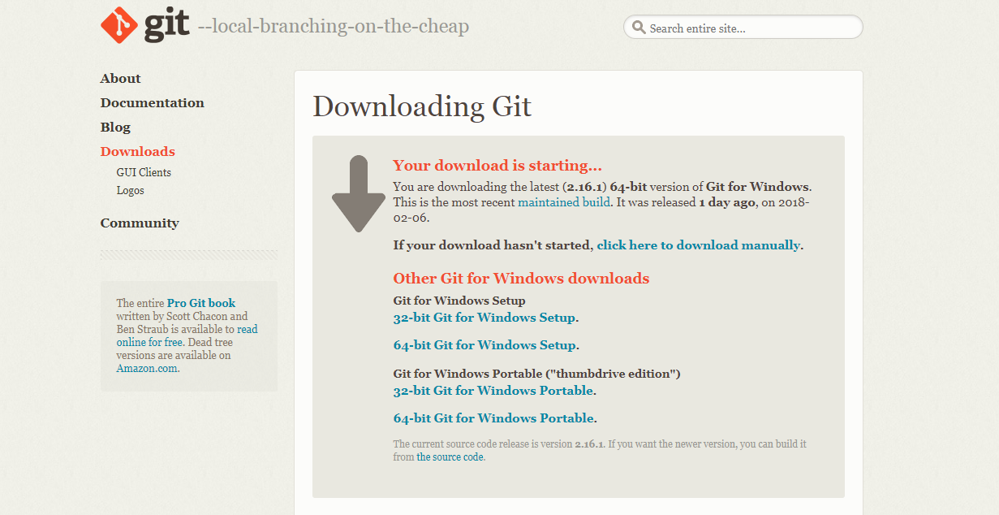 git --local-branching-on-the-cheap
Search entire site...
About
Documentation
Blog
Downloads
GUI Clients
Logos
Community
The entire Pro Git book
written by Scott Chacon and
Ben Straub is available to read
online for free. Dead tree
versions are available on
Amazon.com.
Downloading Git
Your download is starting...
You are downloading the latest (2.16.1) 64-bit version of Git for Windows.
This is the most recent maintained build. It was released 1 day ago, on 2018-
02-06.
If your download hasn't started, click here to download manually.
Other Git for Windows downloads
Git for Windows Setup
32-bit Git for Windows Setup.
64-bit Git for Windows Setup.
Git for Windows Portable ("thumbdrive edition")
32-bit Git for Windows Portable.
64-bit Git for Windows Portable.
The current source code release is version 2.16.1. If you want the newer version, you can build it
from the source code.